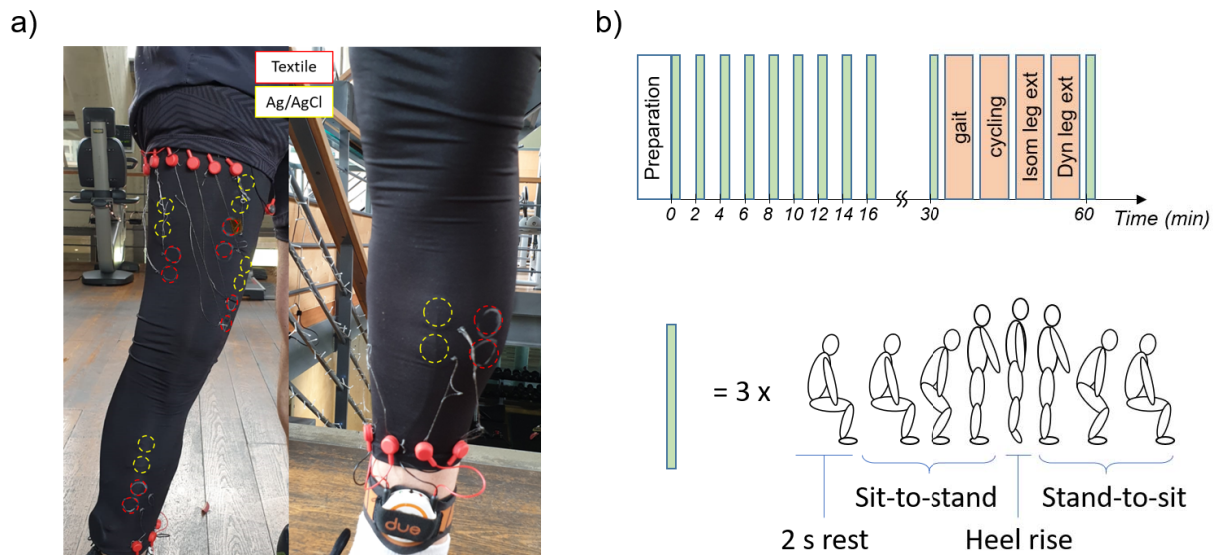 a)
Textile
Ag/AgCl
due
b)
Preparation
gait
cycling
Isom leg ext
Dyn leg ext
0 2 4 6 8 10 12 14 16 30 60
Time (min)
= 3 x
Sit-to-stand
Stand-to-sit
2 s rest
Heel rise